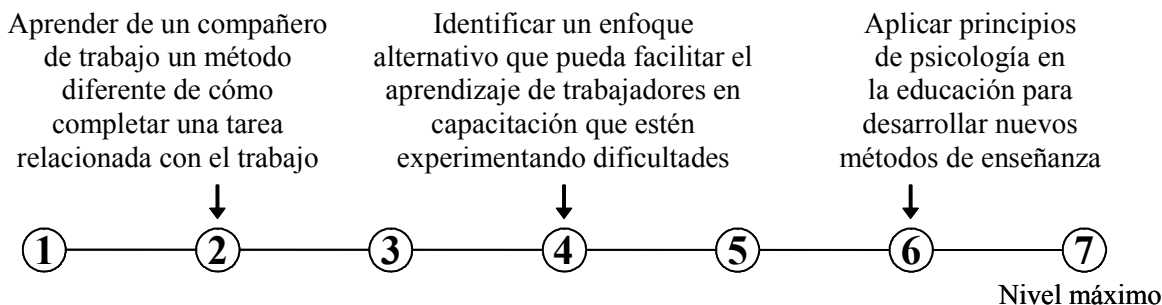 Aprender de un compañero
de trabajo un método
diferente de cómo
completar una tarea
relacionada con el trabajo
Identificar un enfoque
alternativo que pueda facilitar el
aprendizaje de trabajadores en
capacitación que estén
experimentando dificultades
Aplicar principios
de psicología en
la educación para
desarrollar nuevos
métodos de enseñanza
1 2 3 4 5 6 7
Nivel máximo